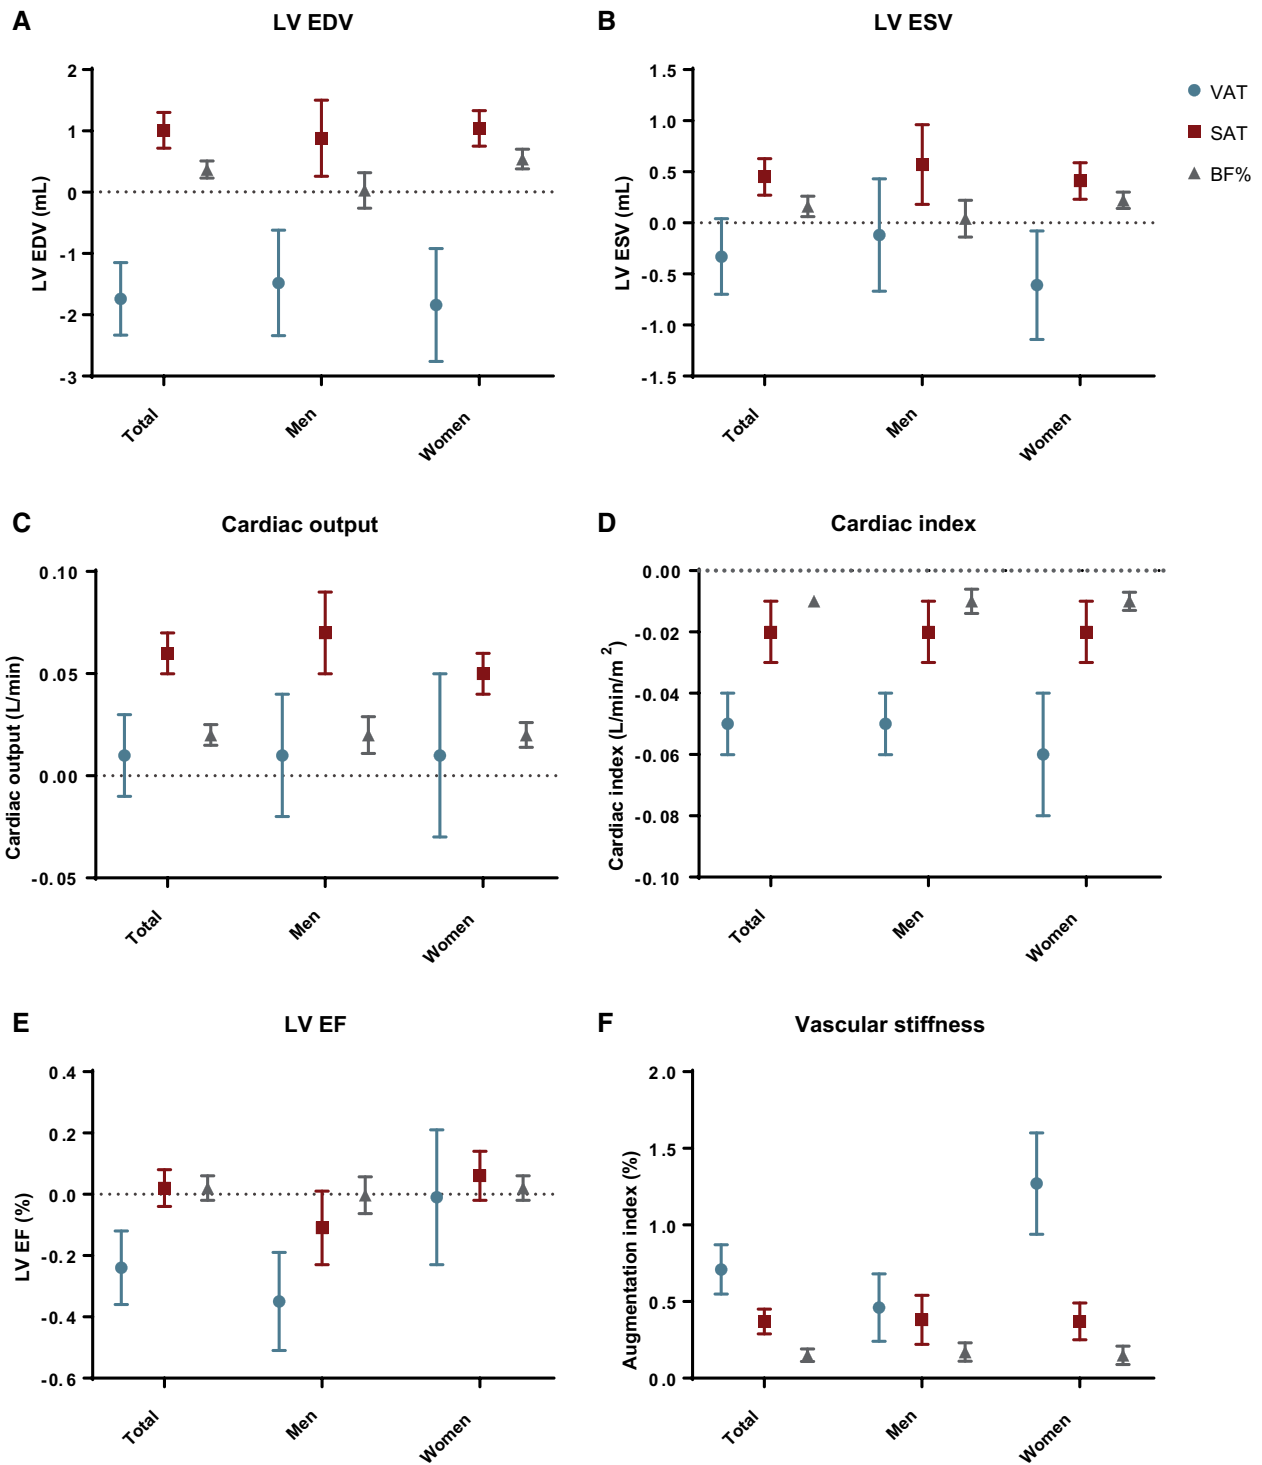 A
LV EDV
LV EDV (mL)
2
1
0
-1
-2
-3
Total
Men
Women
B
LV ESV
LV ESV (mL)
1.5
1.0
0.5
0.0
-0.5
-1.0
-1.5
Total
Men
Women
VAT
SAT
BF%
C
Cardiac output
Cardiac output (L/min)
0.10
0.05
0.00
-0.05
Total
Men
Women
D
Cardiac index
Cardiac index (L/min/m²)
0.00
-0.02
-0.04
-0.06
-0.08
-0.10
Total
Men
Women
E
LV EF
LV EF (%)
0.4
0.2
0.0
-0.2
-0.4
-0.6
Total
Men
Women
F
Vascular stiffness
Augmentation index (%)
2.0
1.5
1.0
0.5
0.0
Total
Men
Women